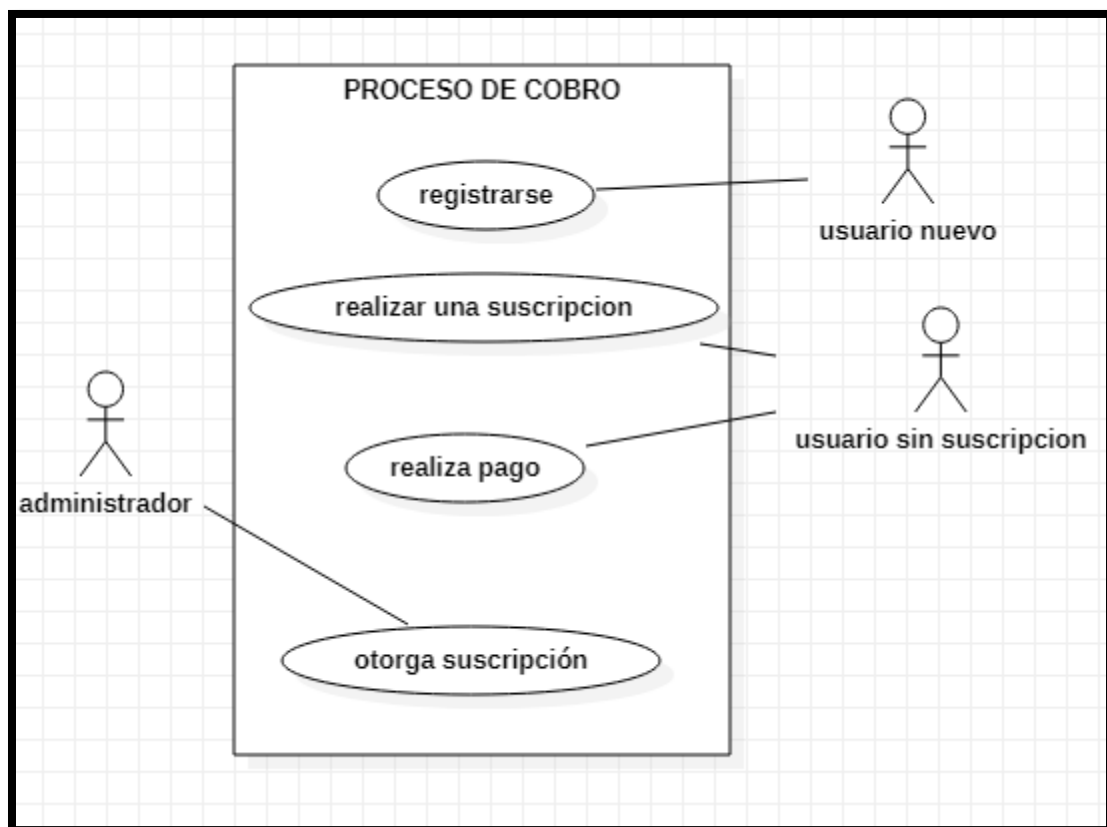 PROCESO DE COBRO
registrarse
usuario nuevo
realizar una suscripcion
usuario sin suscripcion
realiza pago
administrador
otorga suscripción